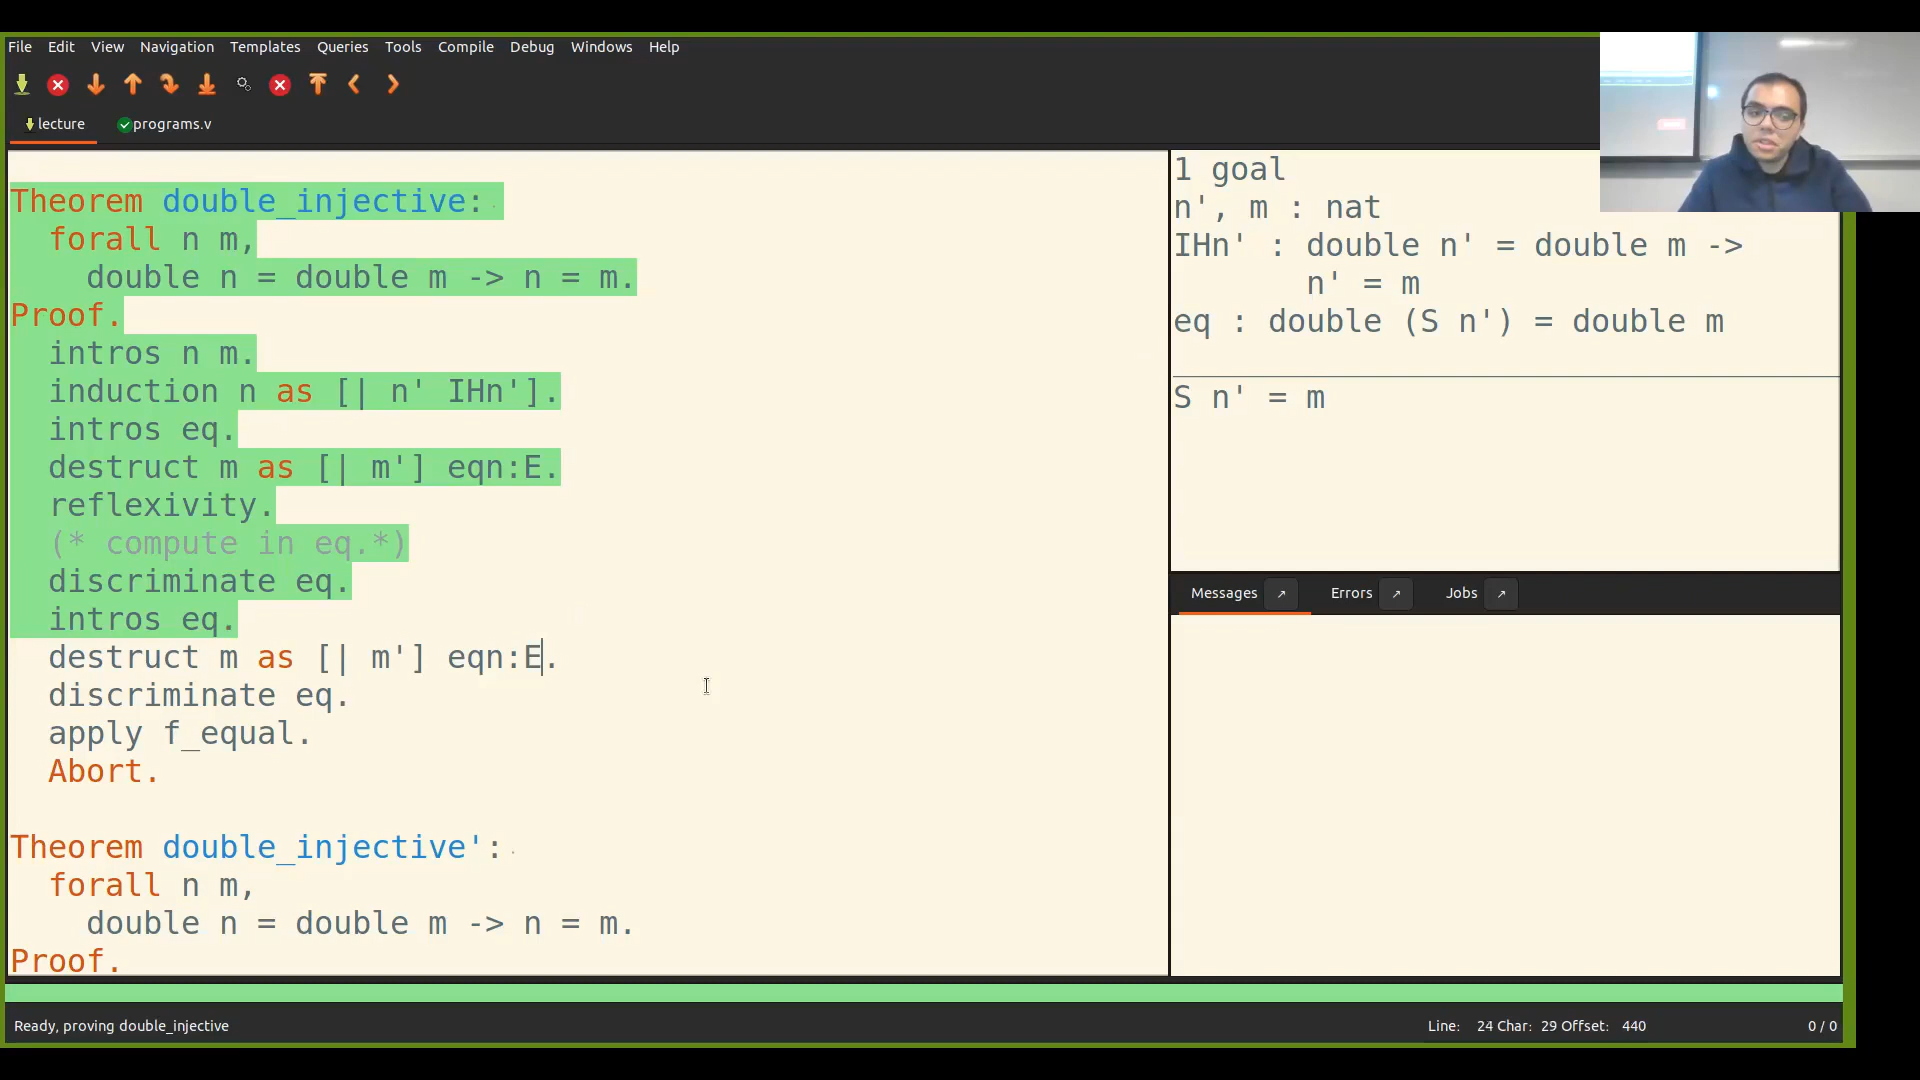 File Edit View Navigation Templates Queries Tools Compile Debug Windows Help
lecture programs.v
Theorem double_injective:
  forall n m,
    double n = double m -> n = m.
Proof.
  intros n m.
  induction n as [| n' IHn'].
  intros eq.
  destruct m as [| m'] eqn:E.
  reflexivity.
  (* compute in eq.*)
  discriminate eq.
  intros eq.
  destruct m as [| m'] eqn:E.
  discriminate eq.
  apply f_equal.
  Abort.
Theorem double_injective':
  forall n m,
    double n = double m -> n = m.
Proof.
1 goal
n', m : nat
IHn' : double n' = double m ->
       n' = m
eq : double (S n') = double m
S n' = m
Messages Errors Jobs
Ready, proving double_injective
Line: 24 Char: 29 Offset: 440 0 / 0